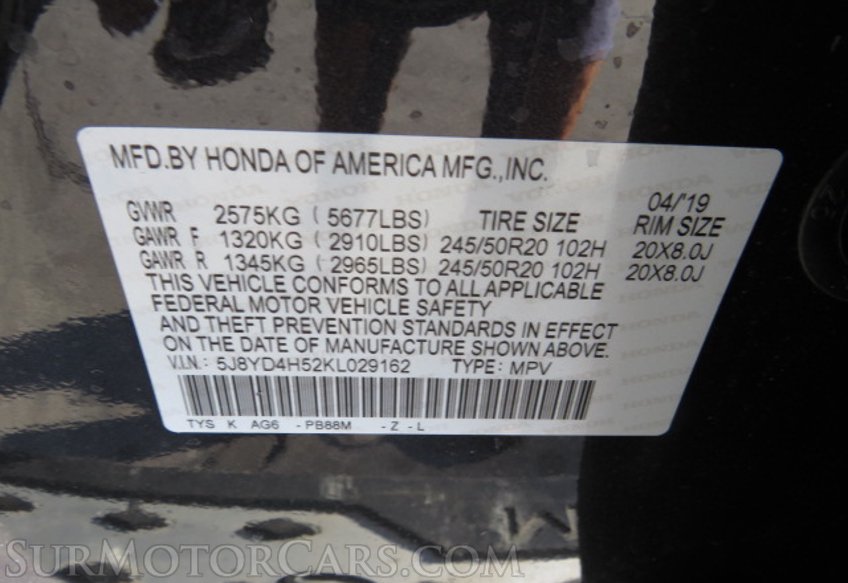 MFD.BY HONDA OF AMERICA MFG.,INC.
04/'19
GVWR 2575KG ( 5677LBS) TIRE SIZE RIM SIZE
GAWR F 1320KG ( 2910LBS) 245/50R20 102H 20X8.0J
GAWR R 1345KG ( 2965LBS) 245/50R20 102H 20X8.0J
THIS VEHICLE CONFORMS TO ALL APPLICABLE
FEDERAL MOTOR VEHICLE SAFETY
AND THEFT PREVENTION STANDARDS IN EFFECT
ON THE DATE OF MANUFACTURE SHOWN ABOVE.
V.I.N.: 5J8YD4H52KL029162 TYPE: MPV
TYS K AG6 -PB88M -Z -L
SURMOTORCARS.COM